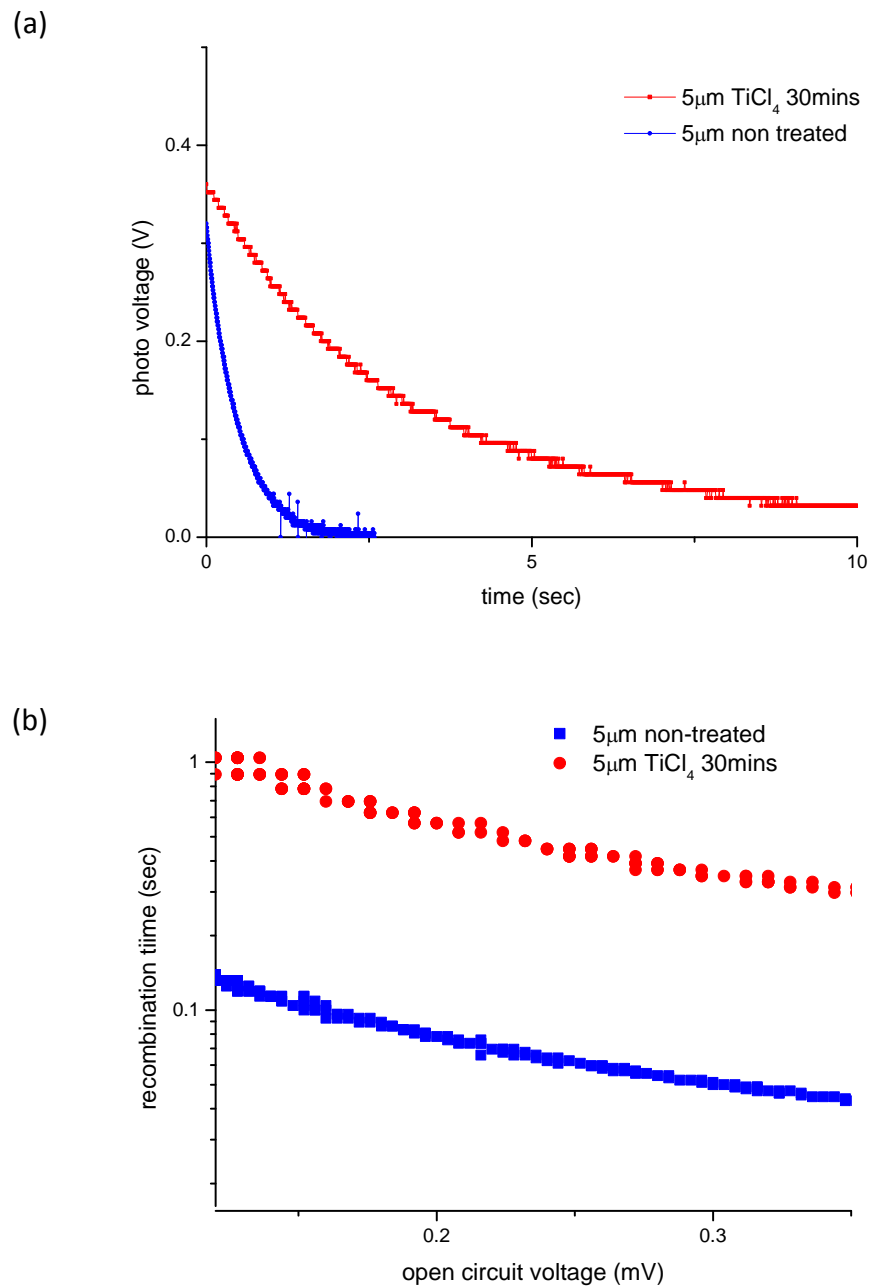 (a)
5μm TiCl4 30mins
5μm non treated
0.4
0.2
0.0
photo voltage (V)
0
5
10
time (sec)
(b)
5μm non-treated
5μm TiCl4 30mins
1
0.1
recombination tiime (sec)
0.2
0.3
open circuit voltage (mV)